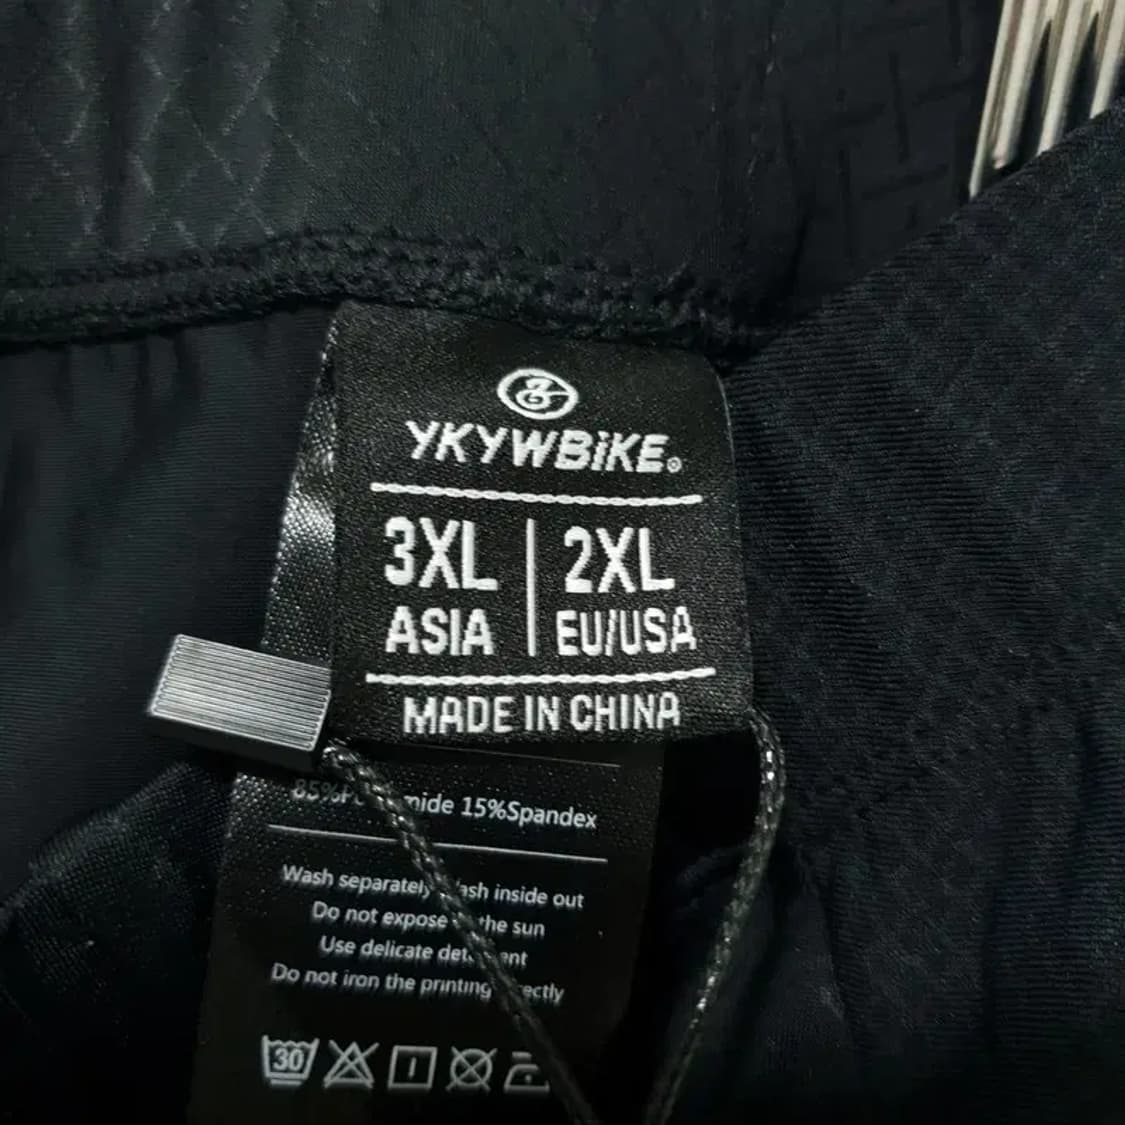 YKYWBiKE®
3XL | 2XL
ASIA | EU/USA
MADE IN CHINA
15%Spandex
Wash separately inside out
Do not expose the sun
Use delicate
Do not iron the printing
30